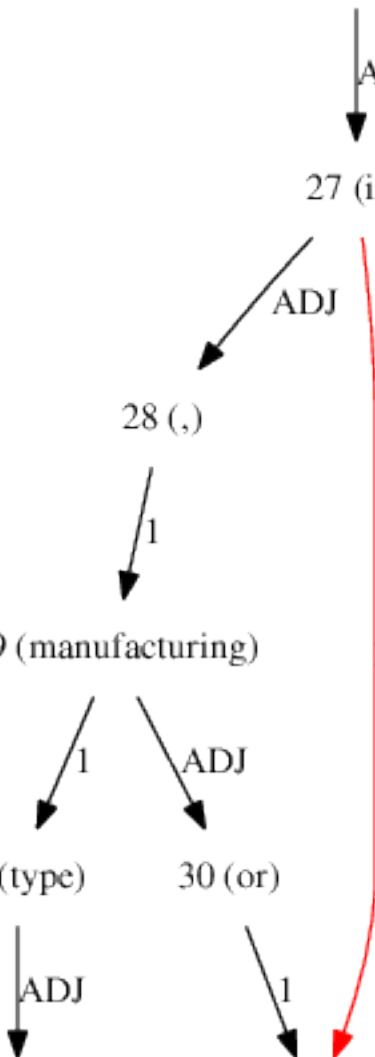 27 (i
ADJ
28 (,)
1
(manufacturing)
1 ADJ
(type) 30 (or)
ADJ 1